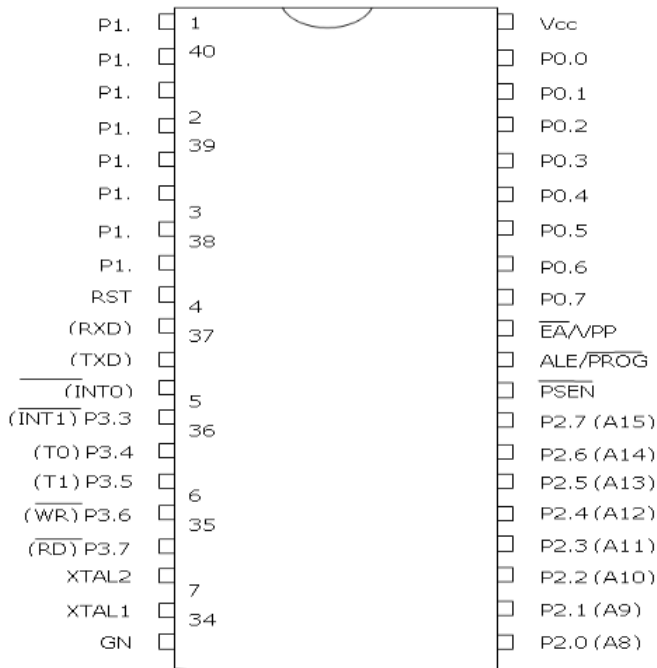 P1. 1 Vcc
P1. 40 P0.0
P1. P0.1
P1. 2 P0.2
39
P1. P0.3
P1. P0.4
P1. 3 P0.5
38
P1. P0.6
RST 4 P0.7
(RXD) 37 EA/VPP
(TXD) ALE/PROG
(INT0) 5 PSEN
(INT1) P3.3 36 P2.7 (A15)
(T0) P3.4 P2.6 (A14)
(T1) P3.5 6 P2.5 (A13)
(WR) P3.6 35 P2.4 (A12)
(RD) P3.7 P2.3 (A11)
XTAL2 7 P2.2 (A10)
XTAL1 34 P2.1 (A9)
GN P2.0 (A8)